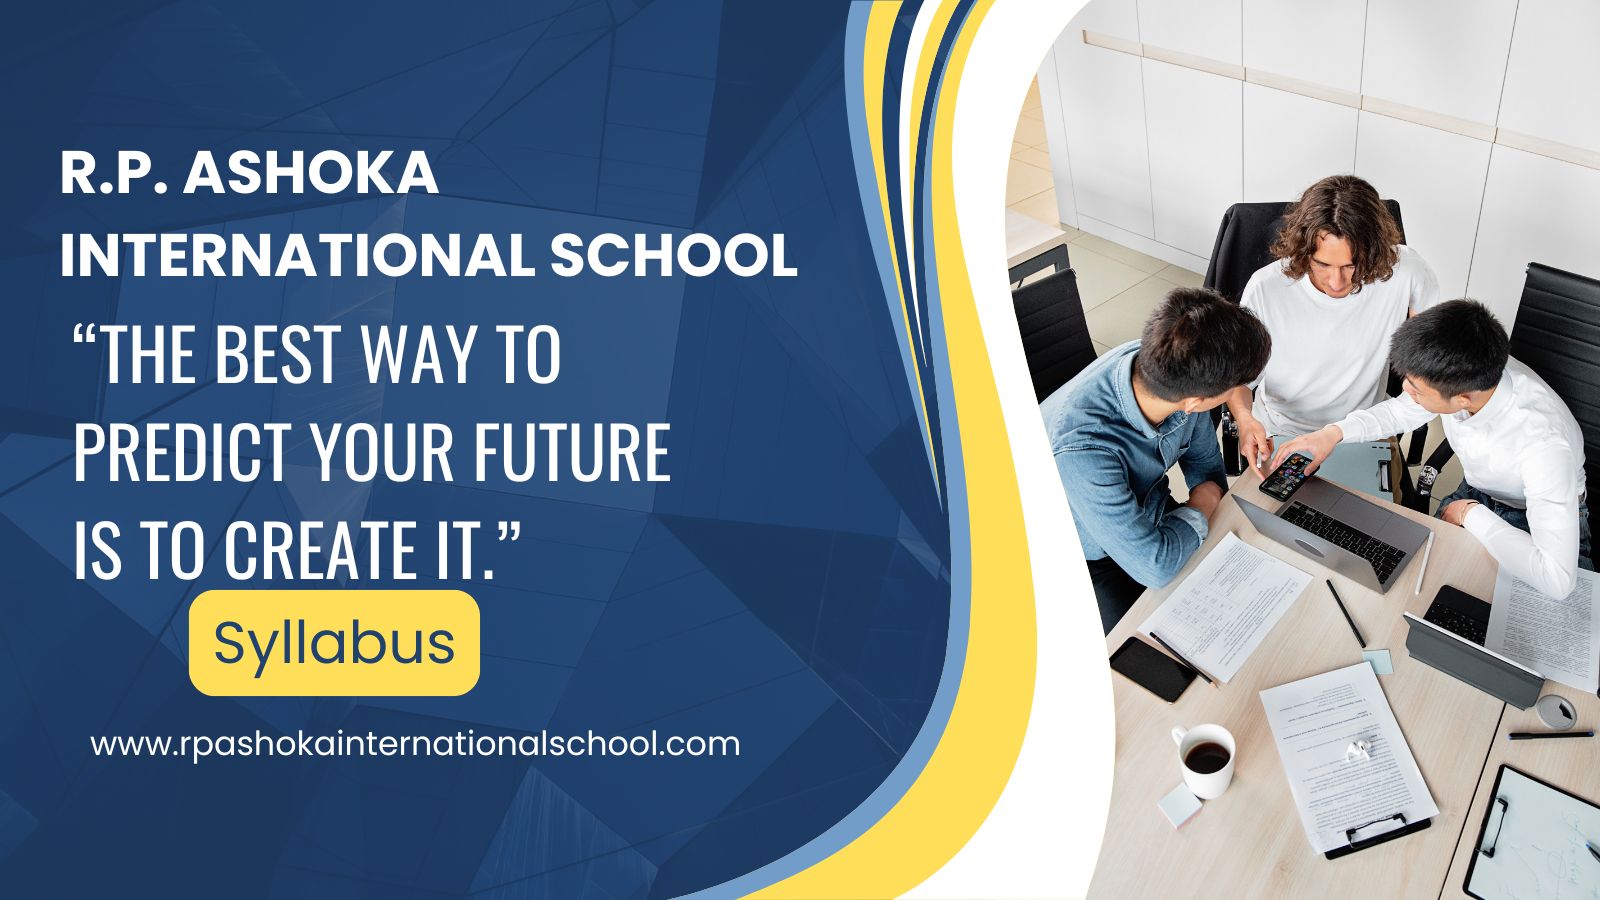 R.P. ASHOKA
INTERNATIONAL SCHOOL
“THE BEST WAY TO
PREDICT YOUR FUTURE
IS TO CREATE IT.”
Syllabus
www.rpashokainternationalschool.com